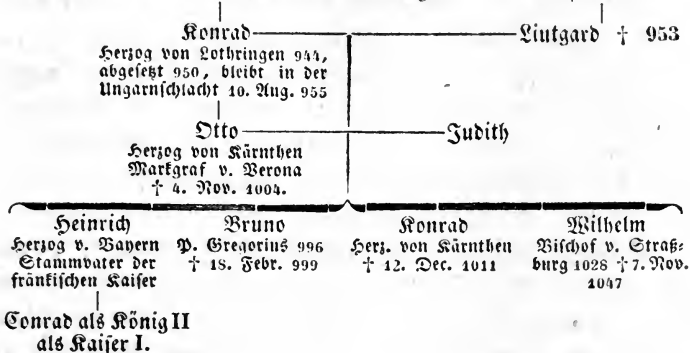 Konrad Liutgard † 953
Herzog von Lothringen 944,
abgesetzt 950, bleibt in der
Ungarnschlacht 10. Aug. 955
Otto Judith
Herzog von Kärnthen
Markgraf v. Verona
† 4. Nov. 1004.
Heinrich Bruno Konrad Wilhelm
Herzog v. Bayern P. Gregorius 996 Herz. von Kärnthen Bischof v. Straß-
Stammvater der † 18. Febr. 999 † 12. Dec. 1011 burg 1028 † 7. Nov.
fränkischen Kaiser 1047
Conrad als König II
als Kaiser I.